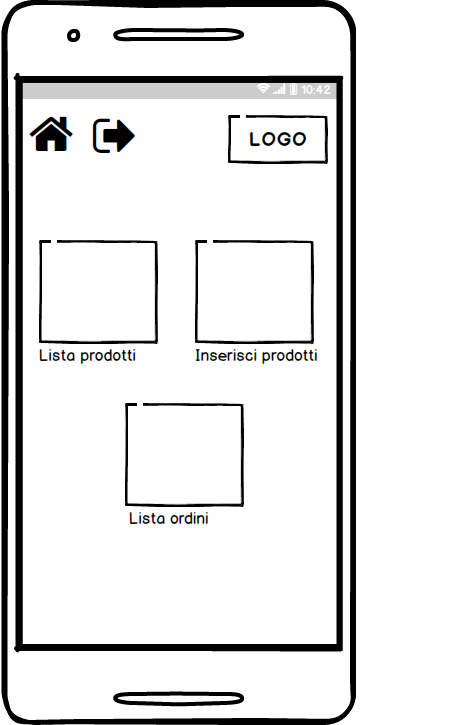 10:42
LOGO
Lista prodotti
Inserisci prodotti
Lista ordini